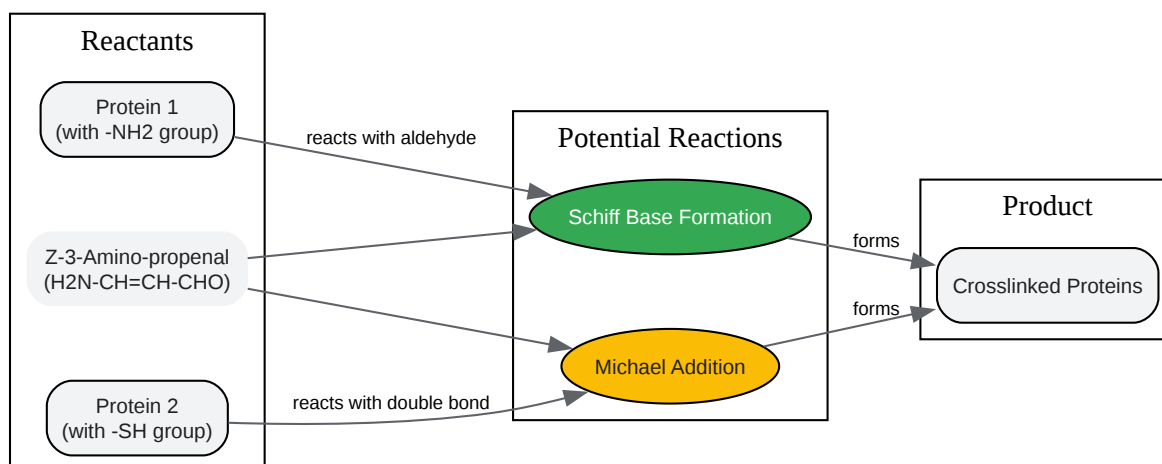 Reactants
Protein 1
(with -NH2 group)
Z-3-Amino-propenal
(H2N-CH=CH-CHO)
Protein 2
(with -SH group)
reacts with aldehyde
reacts with double bond
Potential Reactions
Schiff Base Formation
Michael Addition
forms
forms
Product
Crosslinked Proteins